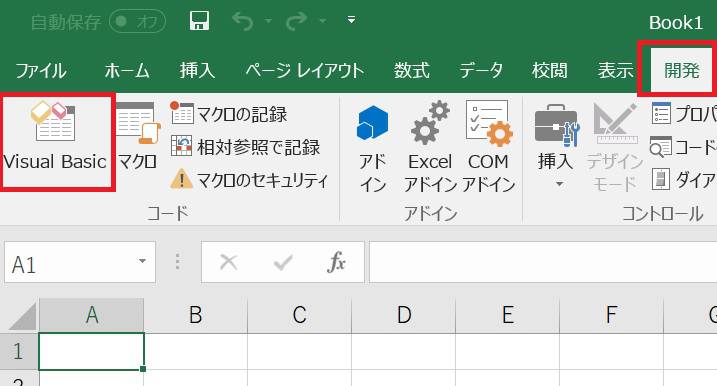 自動保存 オフ Book1
ファイル ホーム 挿入 ページ レイアウト 数式 データ 校閲 表示 開発
Visual Basic
マクロ
マクロの記録
相対参照で記録
マクロのセキュリティ
コード
アド
イン
Excel
アドイン
COM
アドイン
アドイン
挿入
デザイン
モード
プロパ
コード
ダイア
コントロール
A1
fx
A B C D E F
1